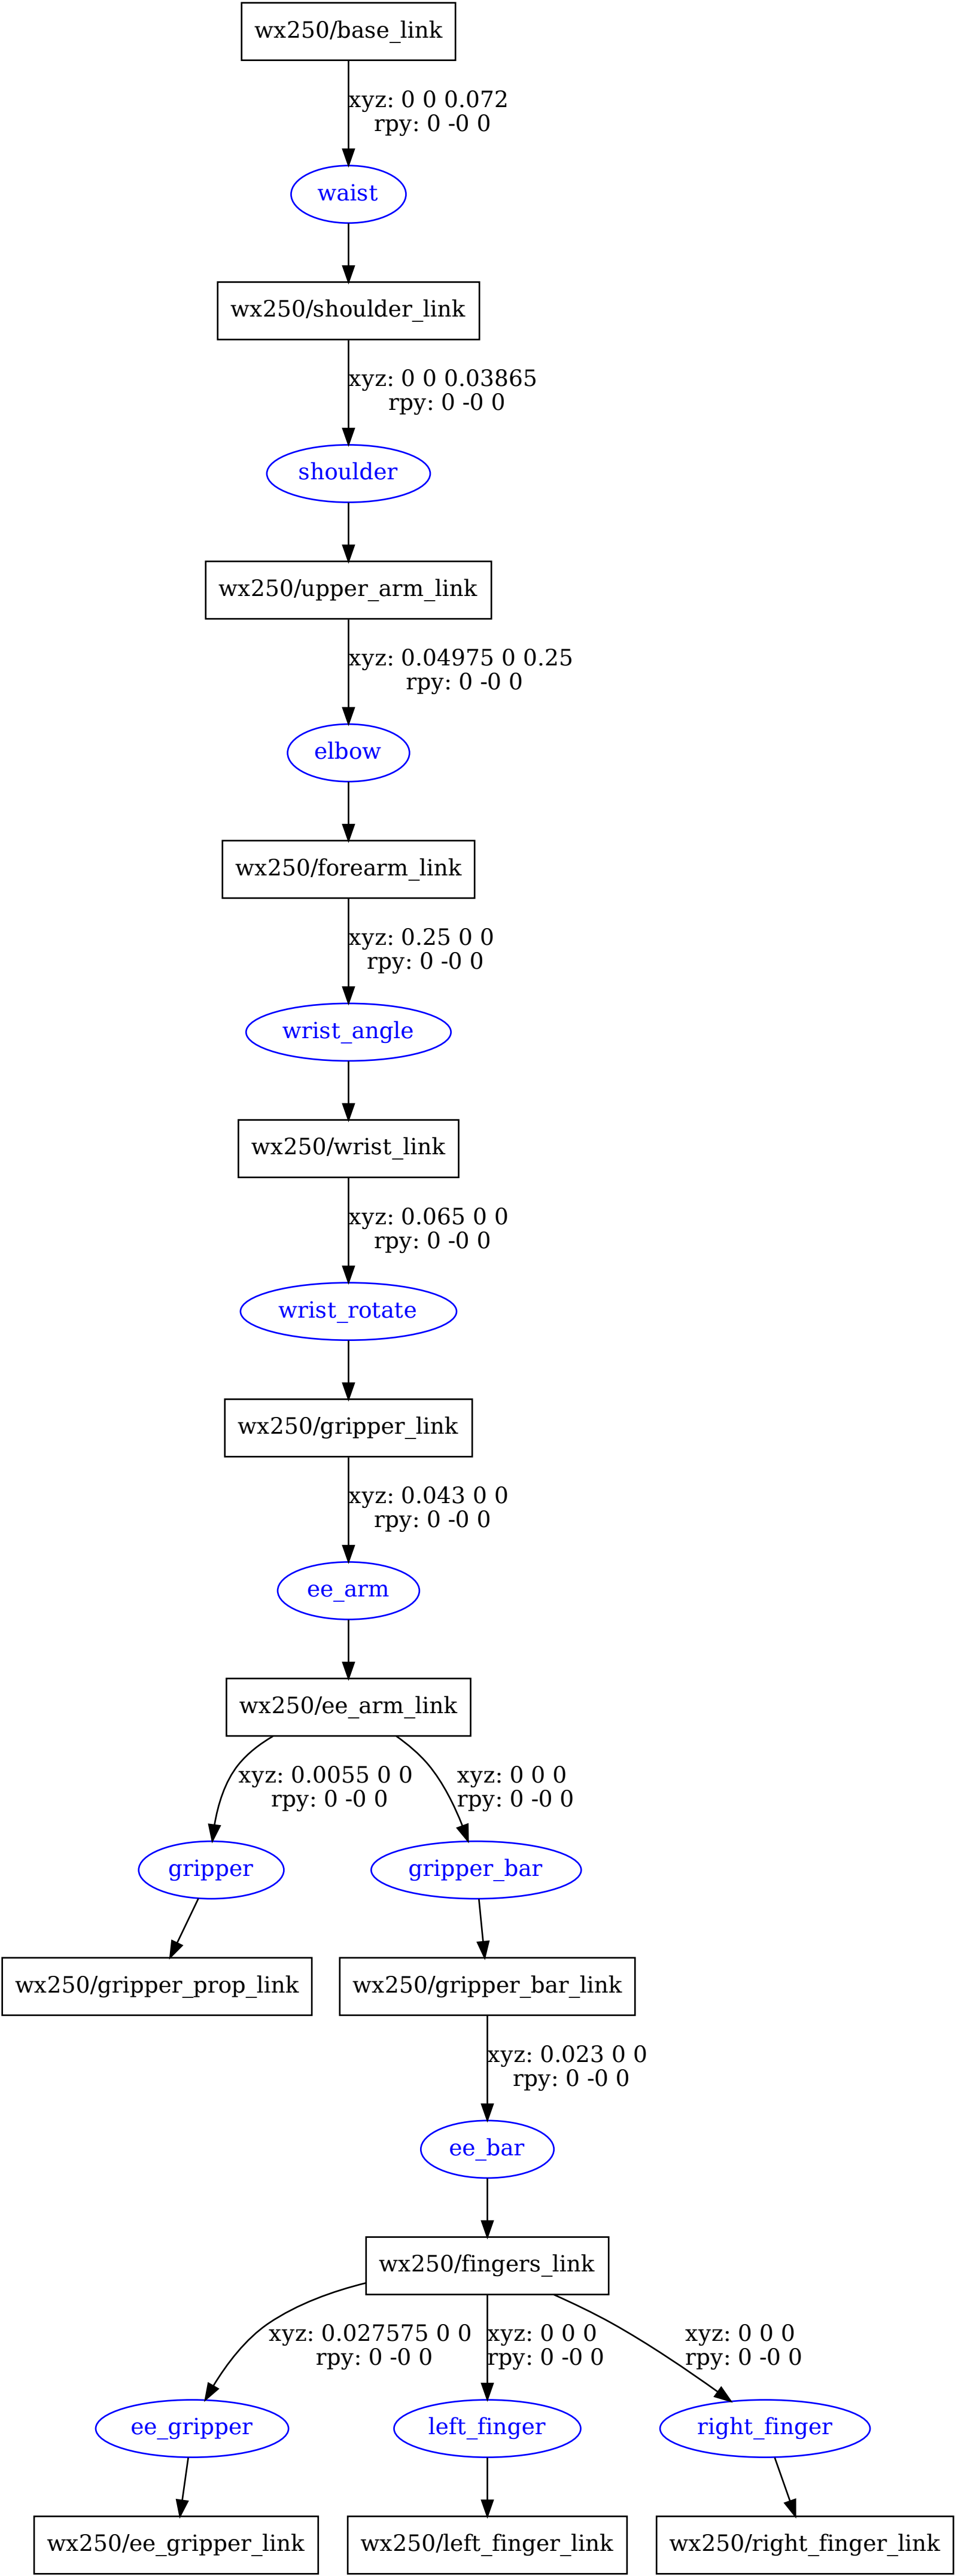 wx250/base_link
xyz: 0 0 0.072
rpy: 0 -0 0
waist
wx250/shoulder_link
xyz: 0 0 0.03865
rpy: 0 -0 0
shoulder
wx250/upper_arm_link
xyz: 0.04975 0 0.25
rpy: 0 -0 0
elbow
wx250/forearm_link
xyz: 0.25 0 0
rpy: 0 -0 0
wrist_angle
wx250/wrist_link
xyz: 0.065 0 0
rpy: 0 -0 0
wrist_rotate
wx250/gripper_link
xyz: 0.043 0 0
rpy: 0 -0 0
ee_arm
wx250/ee_arm_link
xyz: 0.0055 0 0
rpy: 0 -0 0
xyz: 0 0 0
rpy: 0 -0 0
gripper
gripper_bar
wx250/gripper_prop_link
wx250/gripper_bar_link
xyz: 0.023 0 0
rpy: 0 -0 0
ee_bar
wx250/fingers_link
xyz: 0.027575 0 0
rpy: 0 -0 0
xyz: 0 0 0
rpy: 0 -0 0
xyz: 0 0 0
rpy: 0 -0 0
ee_gripper
left_finger
right_finger
wx250/ee_gripper_link
wx250/left_finger_link
wx250/right_finger_link